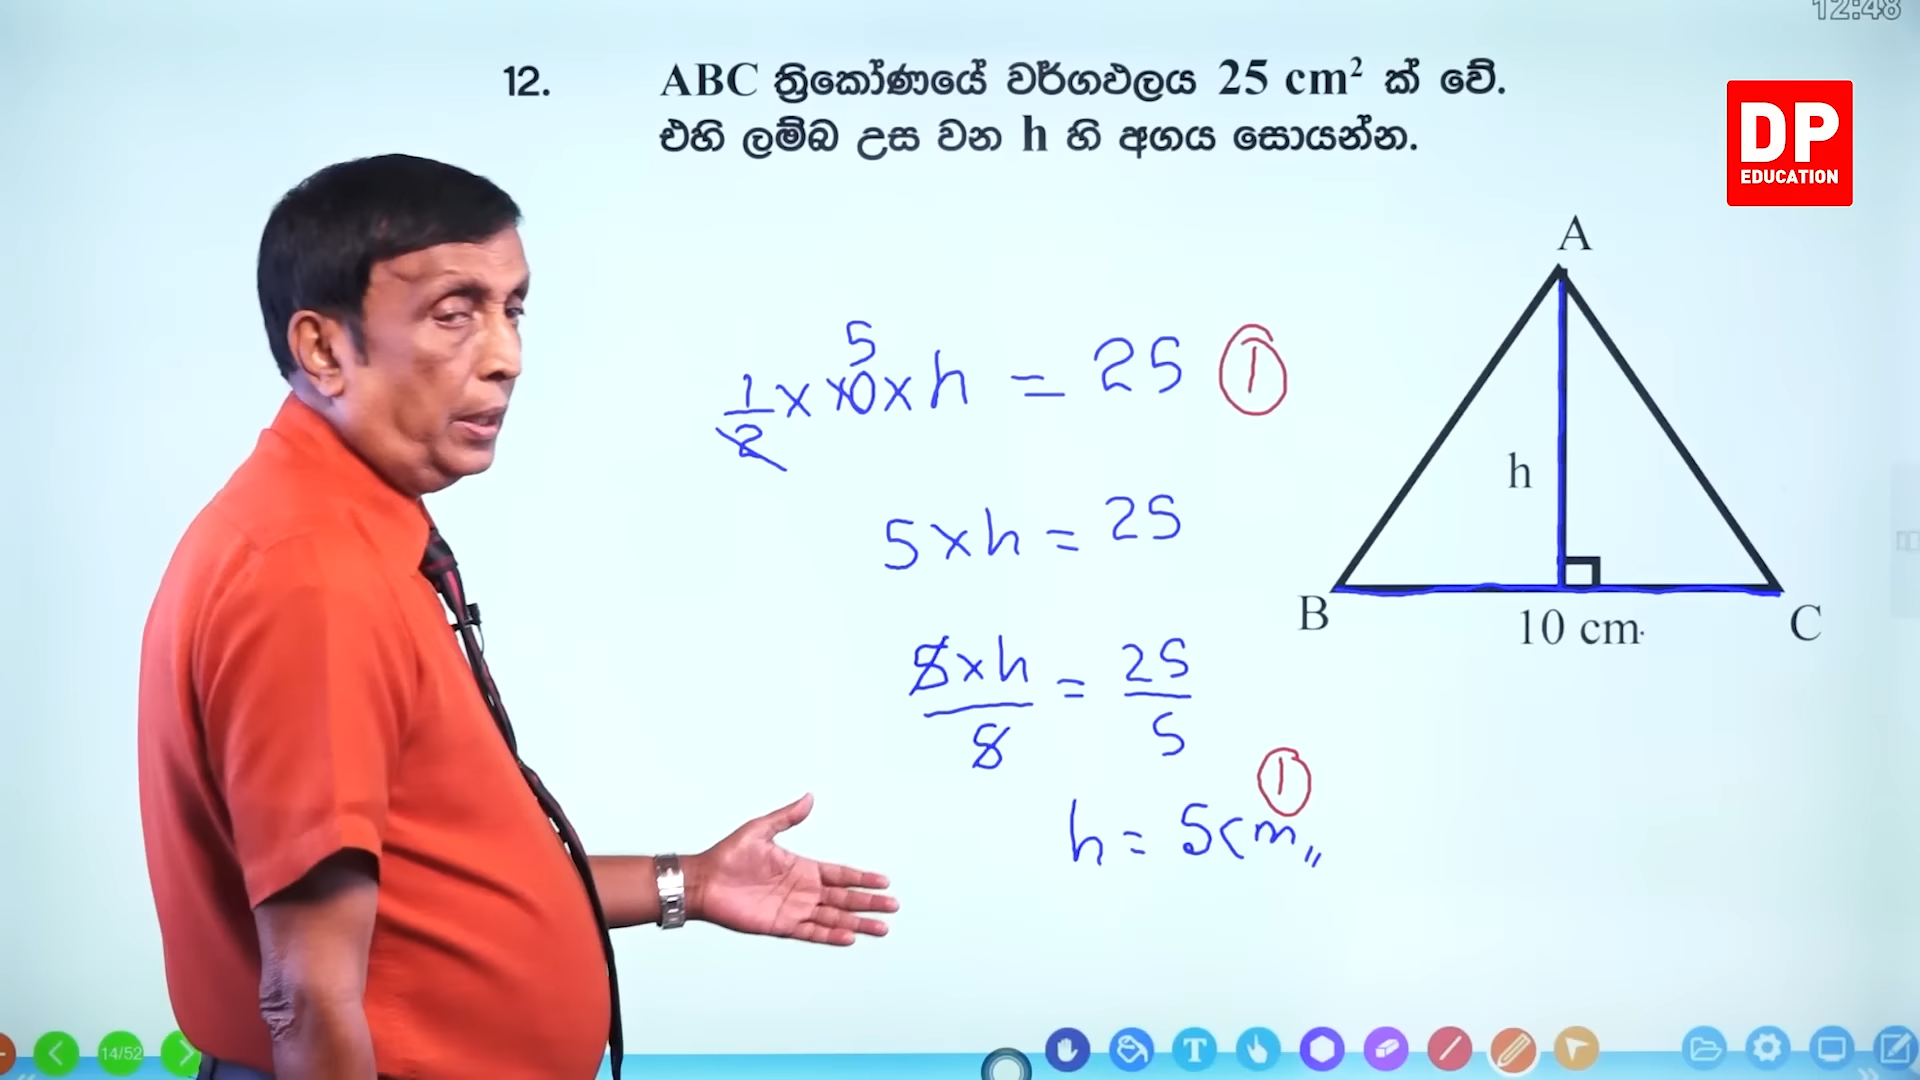 12:48
12. ABC ත්‍රිකෝණයේ වර්ගඵලය 25 cm² ක් වේ.
එහි ලම්බ උස වන h හි අගය සොයන්න.
DP
EDUCATION
A
5
1/2 × 10 × h = 25 ①
h
5 × h = 25
B
10 cm
C
5 × h / 5 = 25 / 5
①
h = 5cm,,
14/52
T